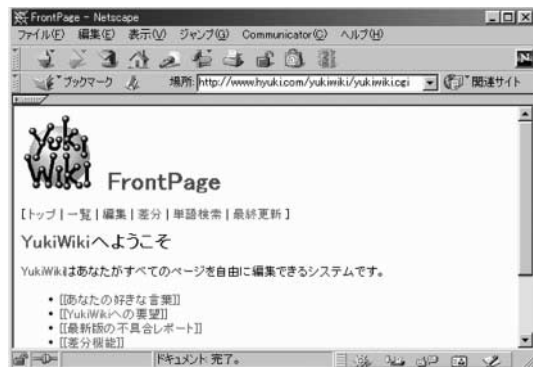 FrontPage - Netscape
ファイル(F) 編集(E) 表示(V) ジャンプ(G) Communicator(C) ヘルプ(H)
N
ブックマーク 場所: http://www.hyuki.com/yukiwiki/yukiwiki.cgi 関連サイト
Yuki
Wiki
FrontPage
[トップ | 一覧 | 編集 | 差分 | 単語検索 | 最終更新 ]
YukiWikiへようこそ
YukiWikiはあなたがすべてのページを自由に編集できるシステムです。
• [[あなたの好きな言葉]]
• [[YukiWikiへの要望]]
• [[最新版の不具合レポート]]
• [[差分機能]]
ドキュメント: 完了。